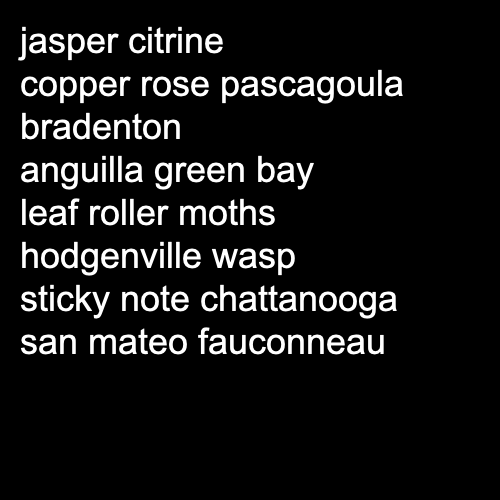 jasper citrine
copper rose pascagoula
bradenton
anguilla green bay
leaf roller moths
hodgenville wasp
sticky note chattanooga
san mateo fauconneau